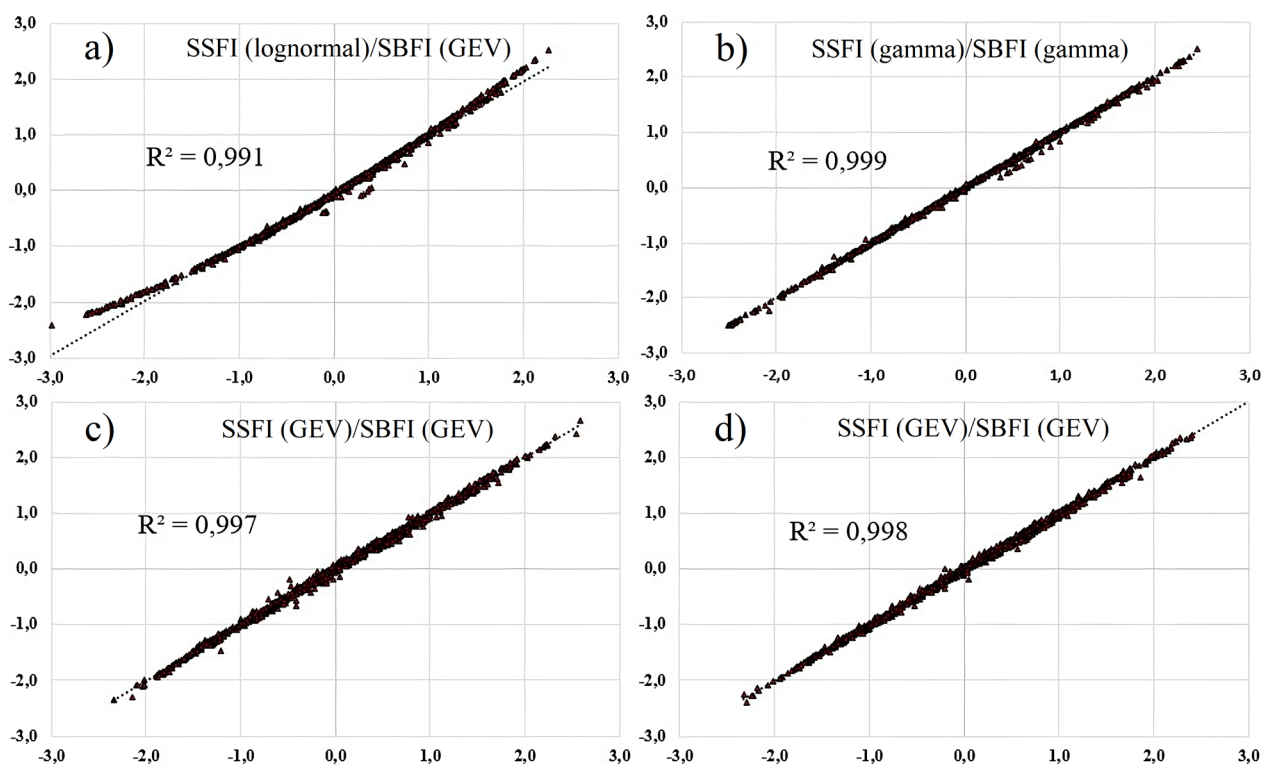 a) SSFI (lognormal)/SBFI (GEV)
R² = 0,991
3,0
2,0
1,0
0,0
-1,0
-2,0
-3,0
-3,0 -2,0 -1,0 0,0 1,0 2,0 3,0
b) SSFI (gamma)/SBFI (gamma)
R² = 0,999
3,0
2,0
1,0
0,0
-1,0
-2,0
-3,0
-3,0 -2,0 -1,0 0,0 1,0 2,0 3,0
c) SSFI (GEV)/SBFI (GEV)
R² = 0,997
3,0
2,0
1,0
0,0
-1,0
-2,0
-3,0
-3,0 -2,0 -1,0 0,0 1,0 2,0 3,0
d) SSFI (GEV)/SBFI (GEV)
R² = 0,998
3,0
2,0
1,0
0,0
-1,0
-2,0
-3,0
-3,0 -2,0 -1,0 0,0 1,0 2,0 3,0